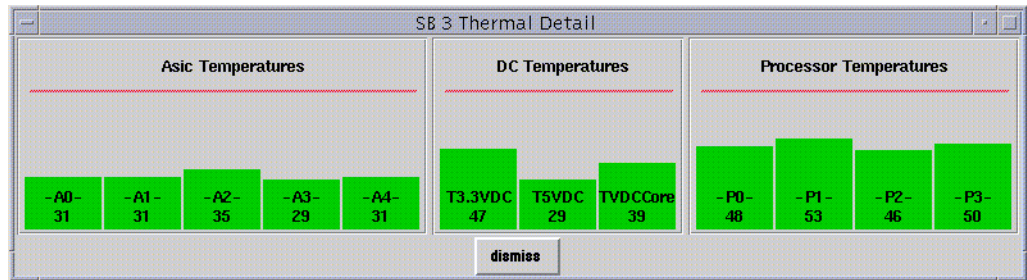 SB 3 Thermal Detail
Asic Temperatures
DC Temperatures
Processor Temperatures
-A0- -A1- -A2- -A3- -A4-
31 31 35 29 31
T3.3VDC T5VDC TVDCCore
47 29 39
-P0- -P1- -P2- -P3-
48 53 46 50
dismiss